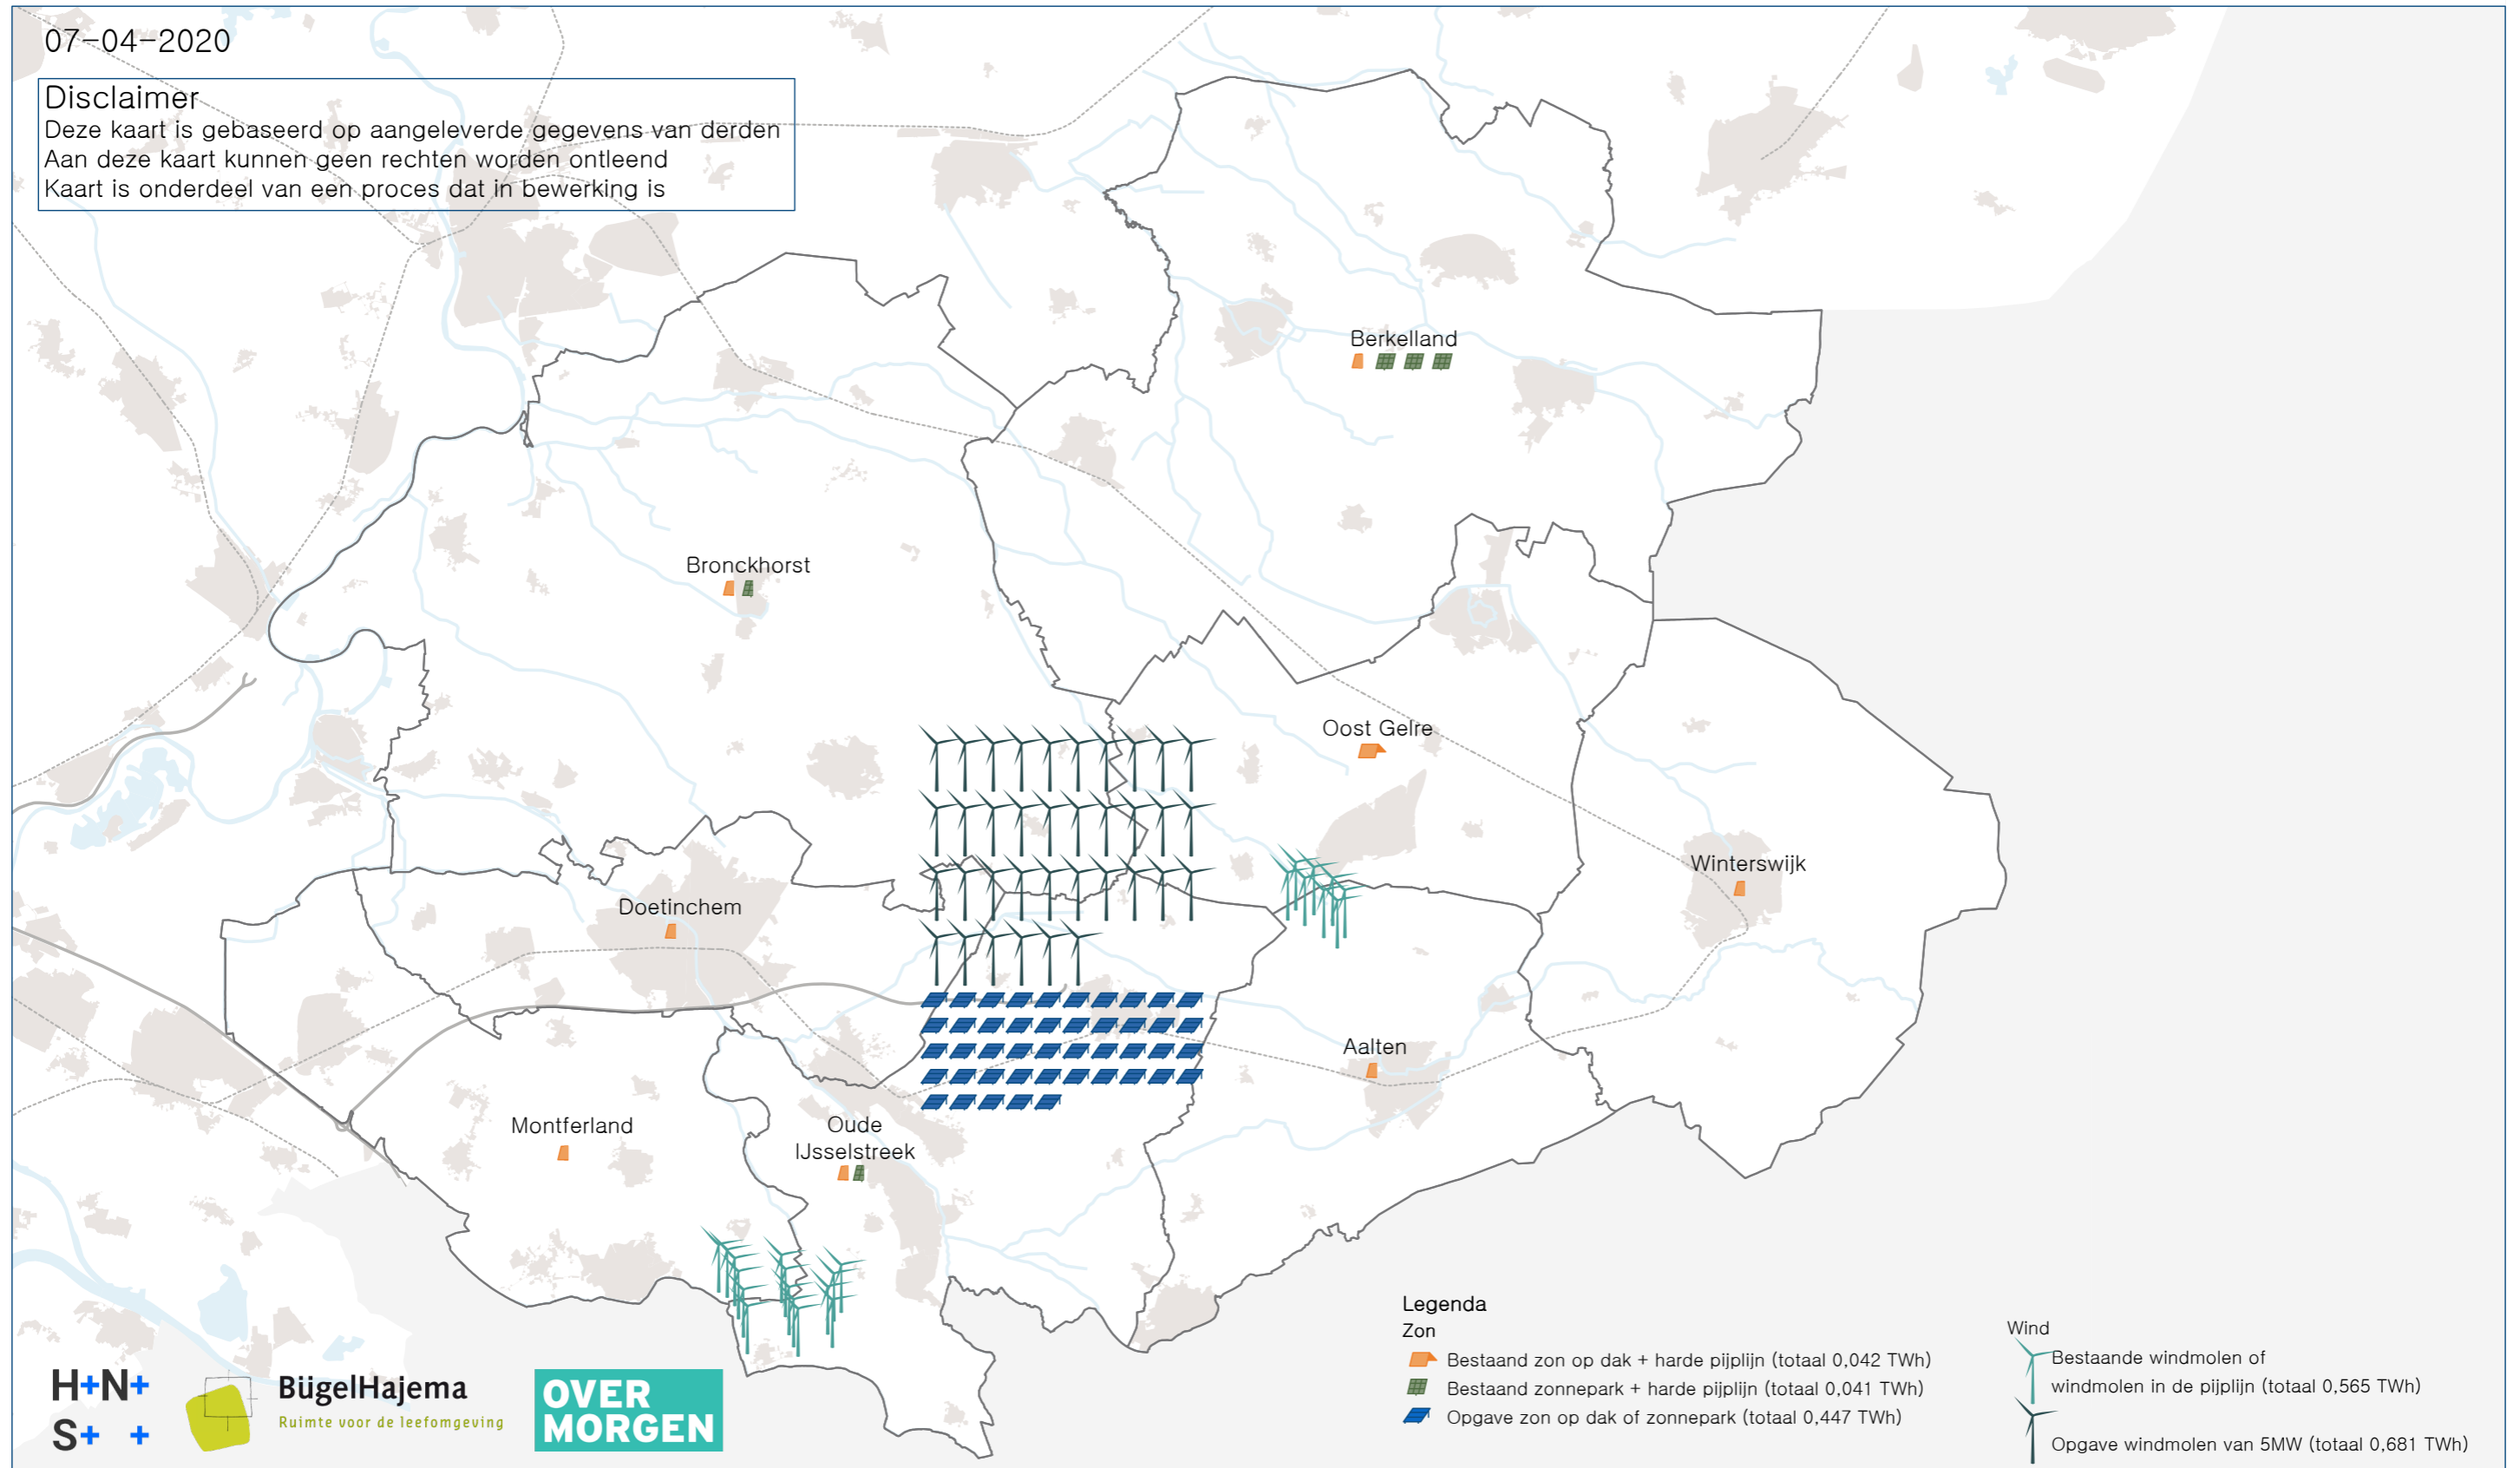 07-04-2020
Disclaimer
Deze kaart is gebaseerd op aangeleverde gegevens van derden
Aan deze kaart kunnen geen rechten worden ontleend
Kaart is onderdeel van een proces dat in bewerking is
Berkelland
Bronckhorst
Oost Gelre
Winterswijk
Doetinchem
Aalten
Montferland
Oude
IJsselstreek
Legenda
Zon
Bestaand zon op dak + harde pijplijn (totaal 0,042 TWh)
Bestaand zonnepark + harde pijplijn (totaal 0,041 TWh)
Opgave zon op dak of zonnepark (totaal 0,447 TWh)
Wind
Bestaande windmolen of
windmolen in de pijplijn (totaal 0,565 TWh)
Opgave windmolen van 5MW (totaal 0,681 TWh)
H+N+
S+ +
BügelHajema
Ruimte voor de leefomgeving
OVER
MORGEN